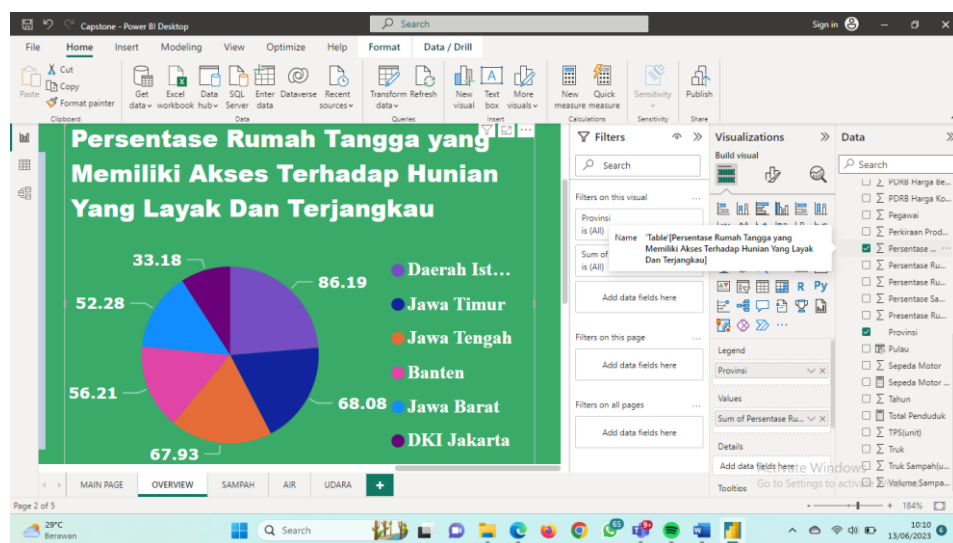 Capstone - Power BI Desktop
Search
Sign in
File Home Insert Modeling View Optimize Help Format Data / Drill
Paste
Cut
Copy
Format painter
Get data
Excel workbook
Data hub
SQL Server
Enter data
Dataverse
Recent sources
Transform data
Refresh
New visual
Text box
More visuals
New measure
Quick measure
Sensitivity
Publish
Clipboard
Data
Queries
Insert
Calculations
Sensitivity
Share
Persentase Rumah Tangga yang
Memiliki Akses Terhadap Hunian
Yang Layak Dan Terjangkau
33.18
86.19
52.28
56.21
68.08
67.93
Daerah Ist...
Jawa Timur
Jawa Tengah
Banten
Jawa Barat
DKI Jakarta
Filters
Search
Filters on this visual ...
Provinsi
is (All)
Sum of
is (All)
Add data fields here
Filters on this page ...
Add data fields here
Filters on all pages ...
Add data fields here
Name 'Table'[Persentase Rumah Tangga yang
Memiliki Akses Terhadap Hunian Yang Layak
Dan Terjangkau]
Visualizations
Build visual
R Py
...
Legend
Provinsi
Values
Sum of Persentase Ru...
Details
Add data fields here
Tooltips
Data
Search
PDRB Harga Be...
PDRB Harga Ko...
Pegawai
Perkiraan Prod...
Persentase ... ...
Persentase Ru...
Persentase Ru...
Persentase Sa...
Presentase Ru...
Provinsi
Pulau
Sepeda Motor
Sepeda Motor ...
Tahun
Total Penduduk
TPS(unit)
Truk
Truk Sampah(u...
Volume Sampa...
Activate Windows
Go to Settings to activate Windows.
MAIN PAGE OVERVIEW SAMPAH AIR UDARA +
Page 2 of 5
- + 184%
29°C
Berawan
Search
10:10
13/06/2023
6